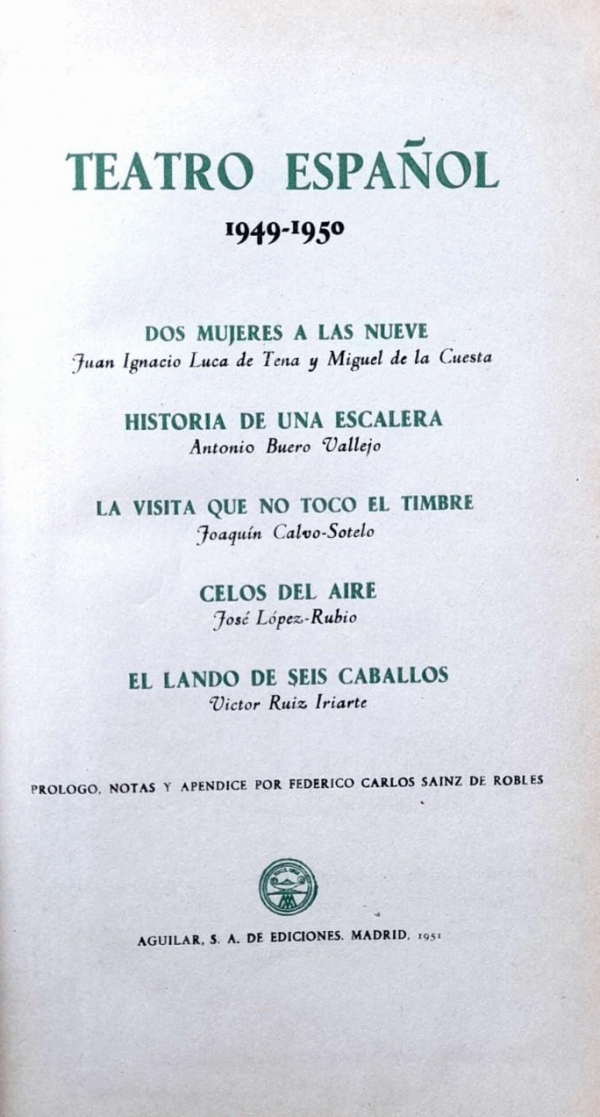 TEATRO ESPAÑOL
1949-1950
DOS MUJERES A LAS NUEVE
Juan Ignacio Luca de Tena y Miguel de la Cuesta
HISTORIA DE UNA ESCALERA
Antonio Buero Vallejo
LA VISITA QUE NO TOCO EL TIMBRE
Joaquín Calvo-Sotelo
CELOS DEL AIRE
José López-Rubio
EL LANDO DE SEIS CABALLOS
Victor Ruiz Iriarte
PROLOGO, NOTAS Y APENDICE POR FEDERICO CARLOS SAINZ DE ROBLES
AGUILAR, S. A. DE EDICIONES. MADRID, 1951